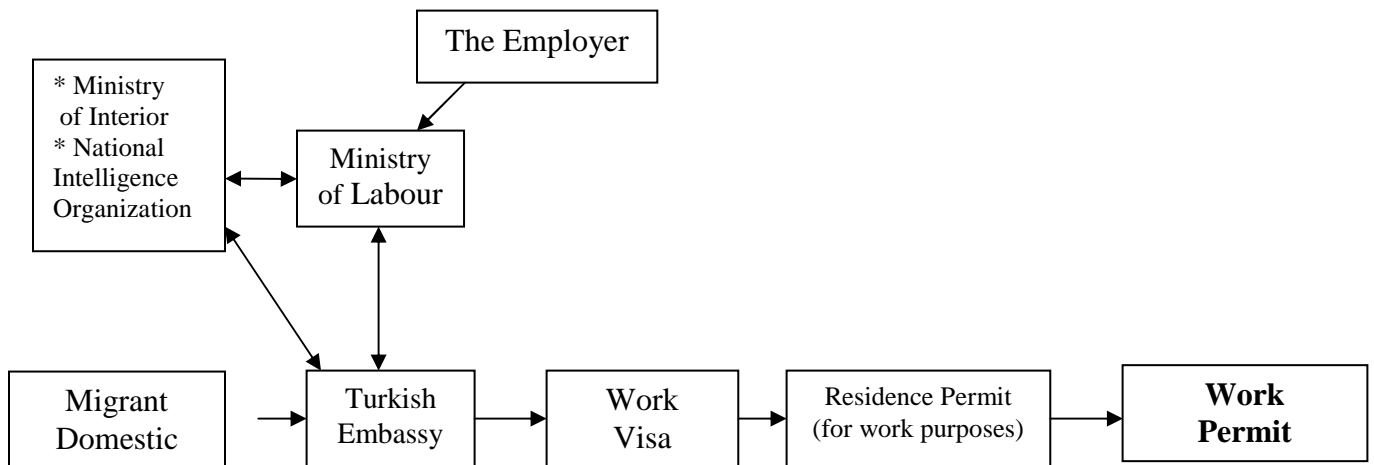 The Employer
* Ministry
of Interior
* National
Intelligence
Organization
Ministry
of Labour
Migrant
Domestic
Turkish
Embassy
Work
Visa
Residence Permit
(for work purposes)
Work
Permit